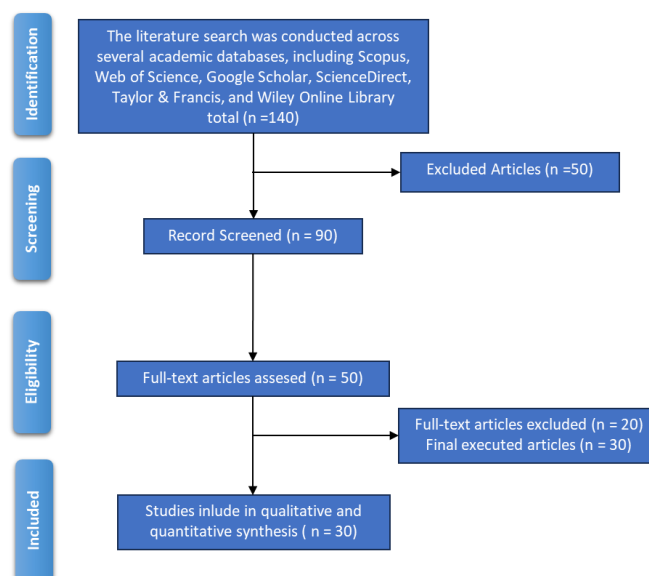 Identification
The literature search was conducted across
several academic databases, including Scopus,
Web of Science, Google Scholar, ScienceDirect,
Taylor & Francis, and Wiley Online Library
total (n =140)
Screening
Excluded Articles (n =50)
Record Screened (n = 90)
Eligibility
Full-text articles assesed (n = 50)
Full-text articles excluded (n = 20)
Final executed articles (n = 30)
Included
Studies inlude in qualitative and
quantitative synthesis ( n = 30)